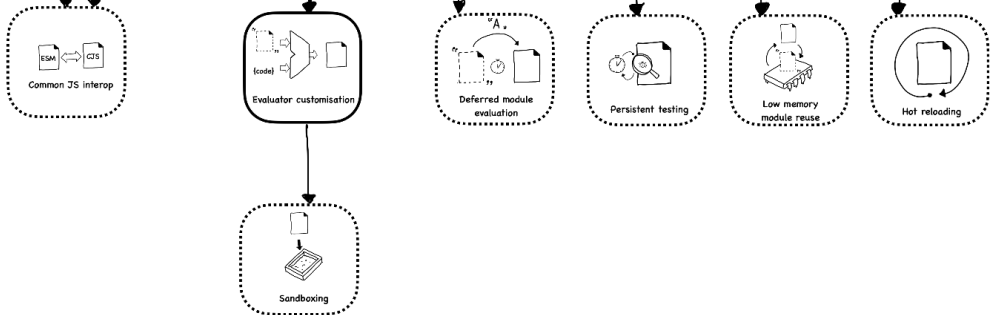 ESM
CJS
Common JS interop
"
"
{code}
Evaluator customisation
"A"
"
"
Deferred module
evaluation
Persistent testing
Low memory
module reuse
Hot reloading
Sandboxing